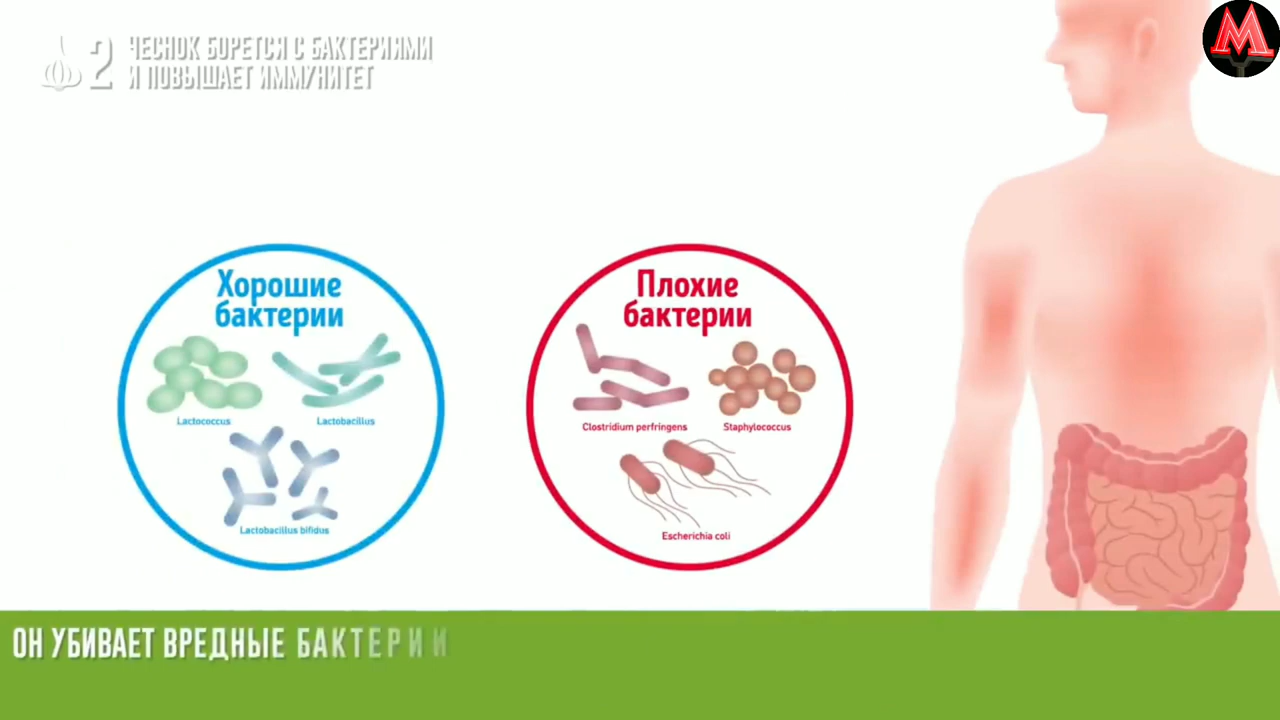 2 ЧЕСНОК БОРЕТСЯ С БАКТЕРИЯМИ
И ПОВЫШАЕТ ИММУНИТЕТ
М
Хорошие
бактерии
Lactococcus
Lactobacillus
Lactobacillus bifidus
Плохие
бактерии
Clostridium perfringens
Staphylococcus
Escherichia coli
ОН УБИВАЕТ ВРЕДНЫЕ БАКТЕРИИ